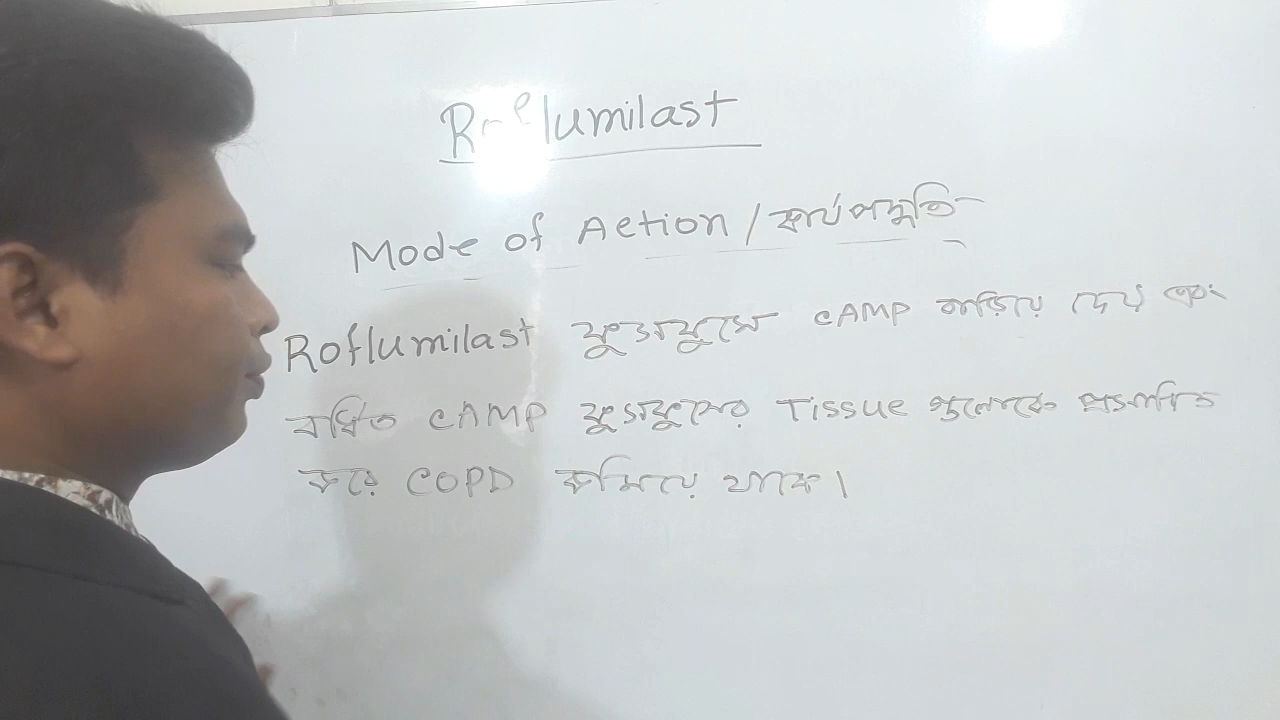 Roflumilast
Mode of Action / কার্যপদ্ধতি
Roflumilast ফুসফুসে cAMP বাড়িয়ে দেয় এবং
বর্ধিত cAMP ফুসফুসের Tissue গুলোকে প্রসারিত
করে COPD কমিয়ে থাকে।